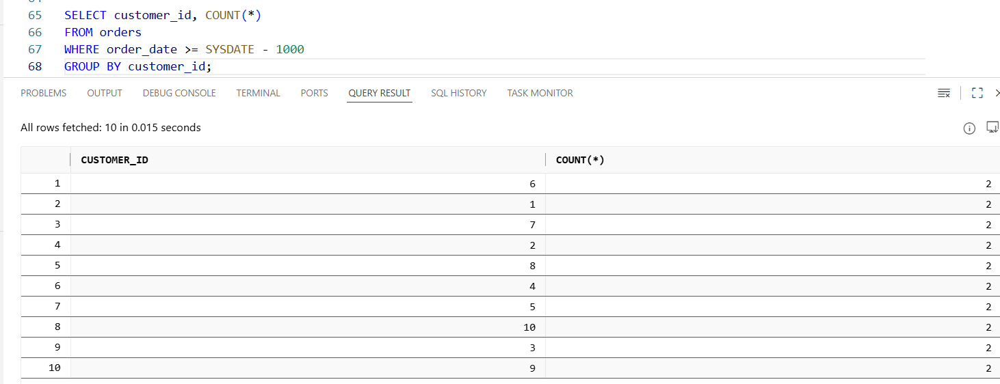 65 SELECT customer_id, COUNT(*)
66 FROM orders
67 WHERE order_date >= SYSDATE - 1000
68 GROUP BY customer_id;
PROBLEMS OUTPUT DEBUG CONSOLE TERMINAL PORTS QUERY RESULT SQL HISTORY TASK MONITOR
All rows fetched: 10 in 0.015 seconds
CUSTOMER_ID COUNT(*)
1 6 2
2 1 2
3 7 2
4 2 2
5 8 2
6 4 2
7 5 2
8 10 2
9 3 2
10 9 2